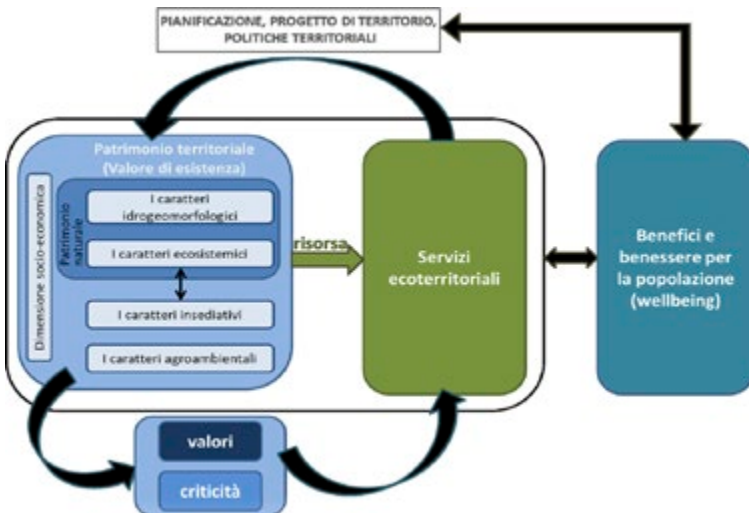 PIANIFICAZIONE, PROGETTO DI TERRITORIO,
POLITICHE TERRITORIALI
Patrimonio territoriale
(Valore di esistenza)
Dimensione socio-economica
Patrimonio
naturale
I caratteri
idrogeomorfologici
I caratteri ecosistemici
I caratteri insediativi
I caratteri agroambientali
risorsa
Servizi
ecoterritoriali
Benefici e
benessere per
la popolazione
(wellbeing)
valori
criticità